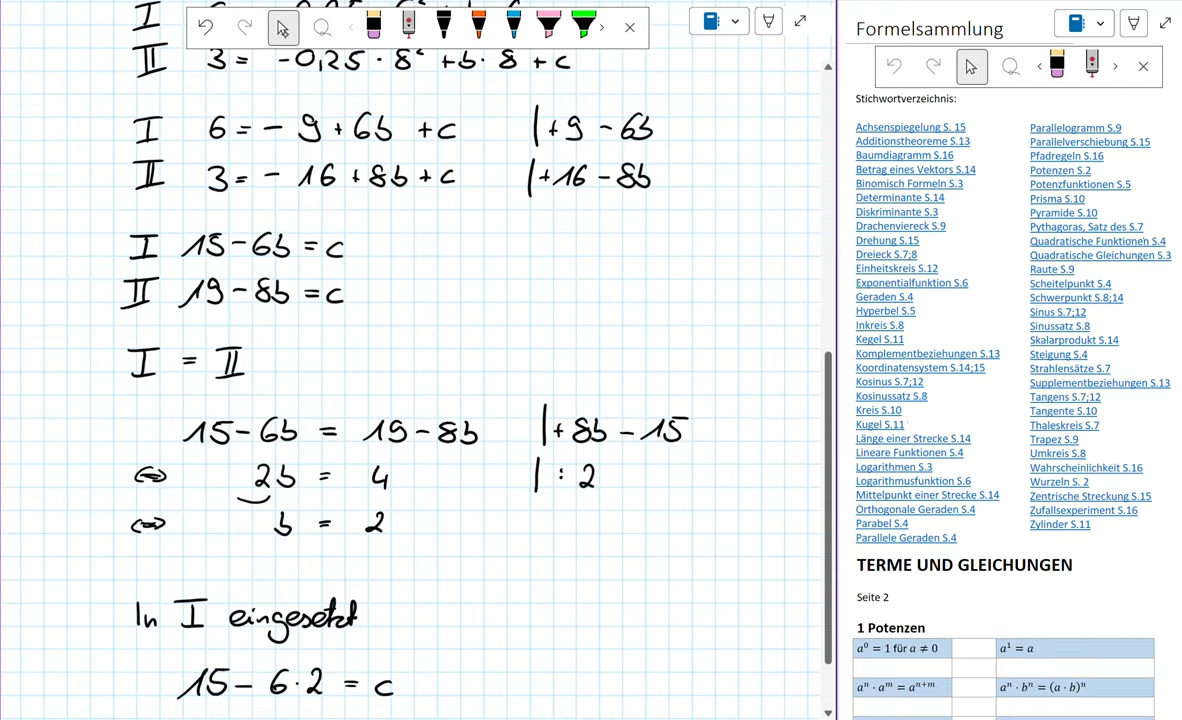 II 3 = -0,25 · 8² + b · 8 + c
I 6 = - 9 + 6b + c |+9 - 6b
II 3 = - 16 + 8b + c |+16 - 8b
I 15 - 6b = c
II 19 - 8b = c
I = II
15 - 6b = 19 - 8b |+ 8b - 15
⇔ 2b = 4 | : 2
⇔ b = 2
In I eingesetzt
15 - 6 · 2 = c
Formelsammlung
Stichwortverzeichnis:
Achsenspiegelung S. 15
Additionstheoreme S.13
Baumdiagramm S.16
Betrag eines Vektors S.14
Binomisch Formeln S.3
Determinante S.14
Diskriminante S.3
Drachenviereck S.9
Drehung S.15
Dreieck S.7;8
Einheitskreis S.12
Exponentialfunktion S.6
Geraden S.4
Hyperbel S.5
Inkreis S.8
Kegel S.11
Komplementbeziehungen S.13
Koordinatensystem S.14;15
Kosinus S.7;12
Kosinussatz S.8
Kreis S.10
Kugel S.11
Länge einer Strecke S.14
Lineare Funktionen S.4
Logarithmen S.3
Logarithmusfunktion S.6
Mittelpunkt einer Strecke S.14
Orthogonale Geraden S.4
Parabel S.4
Parallele Geraden S.4
Parallelogramm S.9
Parallelverschiebung S.15
Pfadregeln S.16
Potenzen S.2
Potenzfunktionen S.5
Prisma S.10
Pyramide S.10
Pythagoras, Satz des S.7
Quadratische Funktionen S.4
Quadratische Gleichungen S.3
Raute S.9
Scheitelpunkt S.4
Schwerpunkt S.8;14
Sinus S.7;12
Sinussatz S.8
Skalarprodukt S.14
Steigung S.4
Strahlensätze S.7
Supplementbeziehungen S.13
Tangens S.7;12
Tangente S.10
Thaleskreis S.7
Trapez S.9
Umkreis S.8
Wahrscheinlichkeit S.16
Wurzeln S. 2
Zentrische Streckung S.15
Zufallsexperiment S.16
Zylinder S.11
TERME UND GLEICHUNGEN
Seite 2
1 Potenzen
a⁰ = 1 für a ≠ 0 a¹ = a
aⁿ · aᵐ = aⁿ⁺ᵐ aⁿ · bⁿ = (a · b)ⁿ